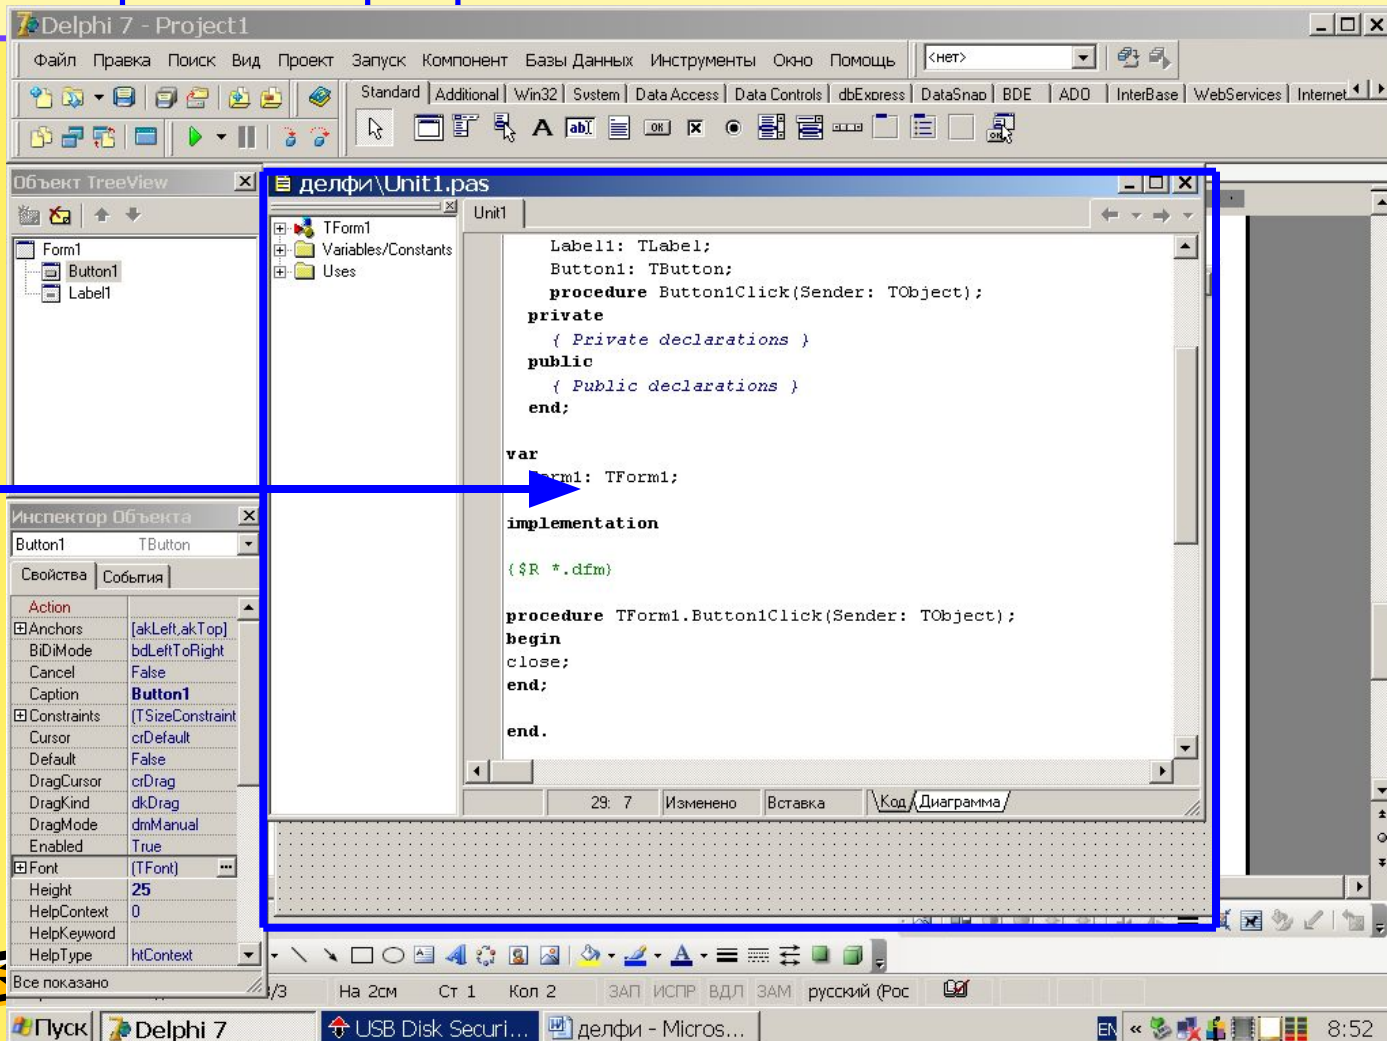 Delphi 7 - Project1
Файл Правка Поиск Вид Проект Запуск Компонент Базы Данных Инструменты Окно Помощь <нет>
Standard Additional Win32 System Data Access Data Controls dbExpress DataSnap BDE ADO InterBase WebServices Internet
Объект TreeView
Form1
Button1
Label1
делфи\Unit1.pas
TForm1
Variables/Constants
Uses
Unit1
Label1: TLabel;
Button1: TButton;
procedure Button1Click(Sender: TObject);
private
{ Private declarations }
public
{ Public declarations }
end;
var
Form1: TForm1;
implementation
{$R *.dfm}
procedure TForm1.Button1Click(Sender: TObject);
begin
close;
end;
end.
29: 7 Изменено Вставка Код Диаграмма
Инспектор Объекта
Button1 TButton
Свойства События
Action
Anchors [akLeft,akTop]
BiDiMode bdLeftToRight
Cancel False
Caption Button1
Constraints (TSizeConstraint
Cursor crDefault
Default False
DragCursor crDrag
DragKind dkDrag
DragMode dmManual
Enabled True
Font (TFont) ...
Height 25
HelpContext 0
HelpKeyword
HelpType htContext
Все показано
/3 На 2см Ст 1 Кол 2 ЗАП ИСПР ВДЛ ЗАМ русский (Рос
Пуск Delphi 7 USB Disk Securi... делфи - Micros... EN « 8:52